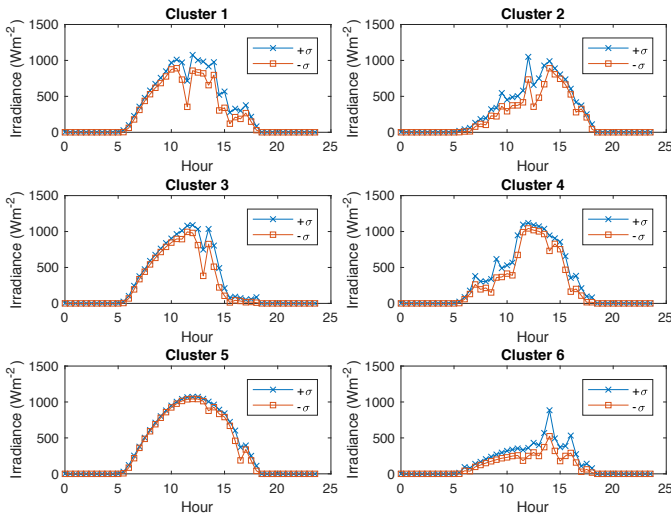 Cluster 1
Irradiance (Wm-2)
1500
1000
500
0
0 5 10 15 20 25
Hour
+σ
-σ
Cluster 2
Irradiance (Wm-2)
1500
1000
500
0
0 5 10 15 20 25
Hour
+σ
-σ
Cluster 3
Irradiance (Wm-2)
1500
1000
500
0
0 5 10 15 20 25
Hour
+σ
-σ
Cluster 4
Irradiance (Wm-2)
1500
1000
500
0
0 5 10 15 20 25
Hour
+σ
-σ
Cluster 5
Irradiance (Wm-2)
1500
1000
500
0
0 5 10 15 20 25
Hour
+σ
-σ
Cluster 6
Irradiance (Wm-2)
1500
1000
500
0
0 5 10 15 20 25
Hour
+σ
-σ